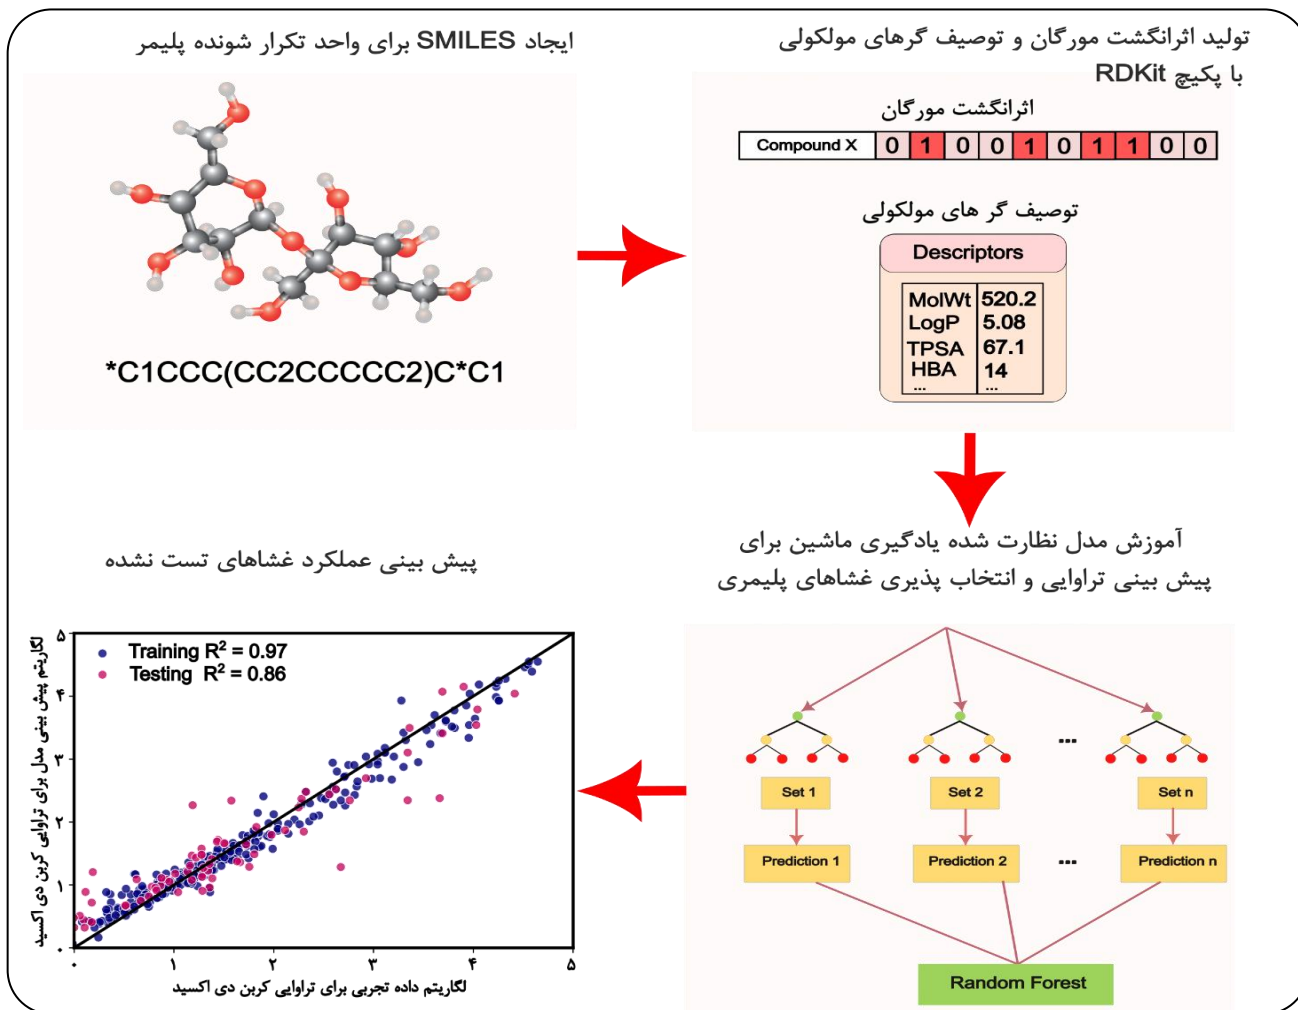 ایجاد SMILES برای واحد تکرار شونده پلیمر
*C1CCC(CC2CCCCC2)C*C1
تولید اثرانگشت مورگان و توصیف گرهای مولکولی
با پکیچ RDKit
اثرانگشت مورگان
Compound X 0 1 0 0 1 0 1 1 0 0
توصیف گر های مولکولی
Descriptors
MolWt 520.2
LogP 5.08
TPSA 67.1
HBA 14
... ...
آموزش مدل نظارت شده یادگیری ماشین برای
پیش بینی تراوایی و انتخاب پذیری غشاهای پلیمری
...
Set 1 Set 2 Set n
Prediction 1 Prediction 2 ... Prediction n
Random Forest
پیش بینی عملکرد غشاهای تست نشده
Training R² = 0.97
Testing R² = 0.86
لگاریتم پیش بینی مدل برای تراوایی کربن دی اکسید
۵
۴
۳
۲
۱
۰
۰ ۱ ۲ ۳ ۴ ۵
لگاریتم داده تجربی برای تراوایی کربن دی اکسید